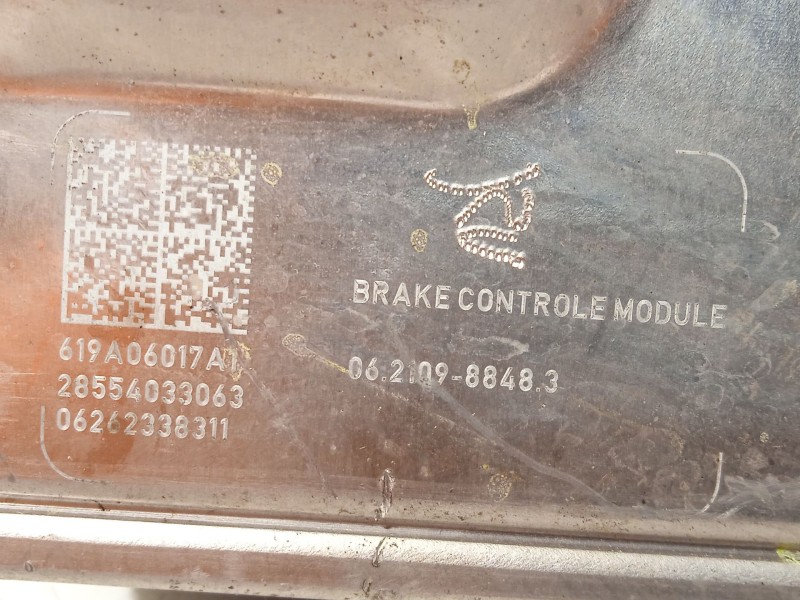 BRAKE CONTROLE MODULE
06.2109-8848.3
619A06017A1
28554033063
06262338311